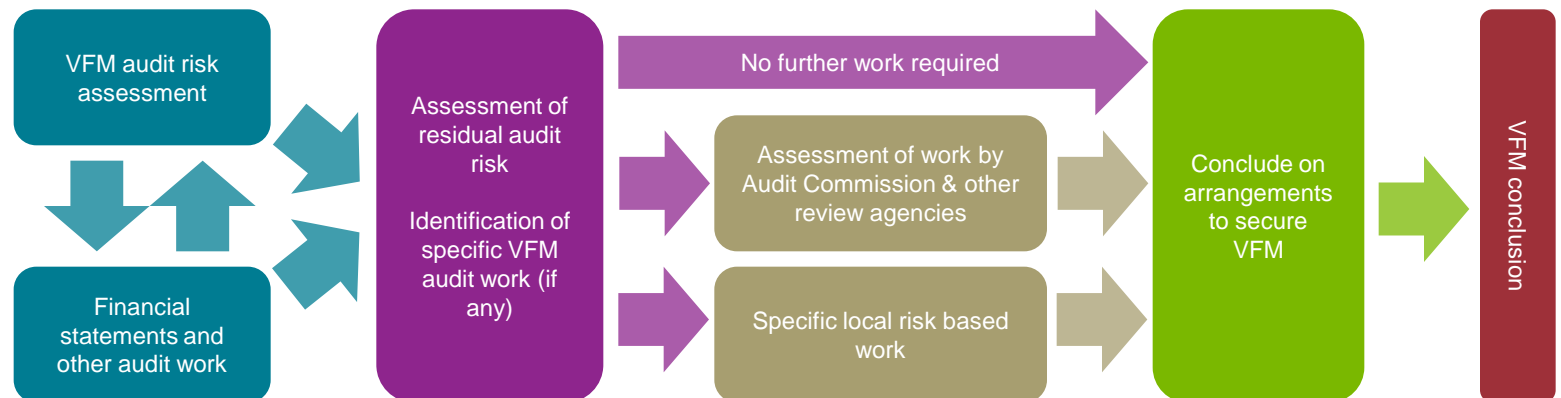 VFM audit risk
assessment
Financial
statements and
other audit work
Assessment of
residual audit
risk
Identification of
specific VFM
audit work (if
any)
No further work required
Assessment of work by
Audit Commission & other
review agencies
Specific local risk based
work
Conclude on
arrangements
to secure
VFM
VFM conclusion